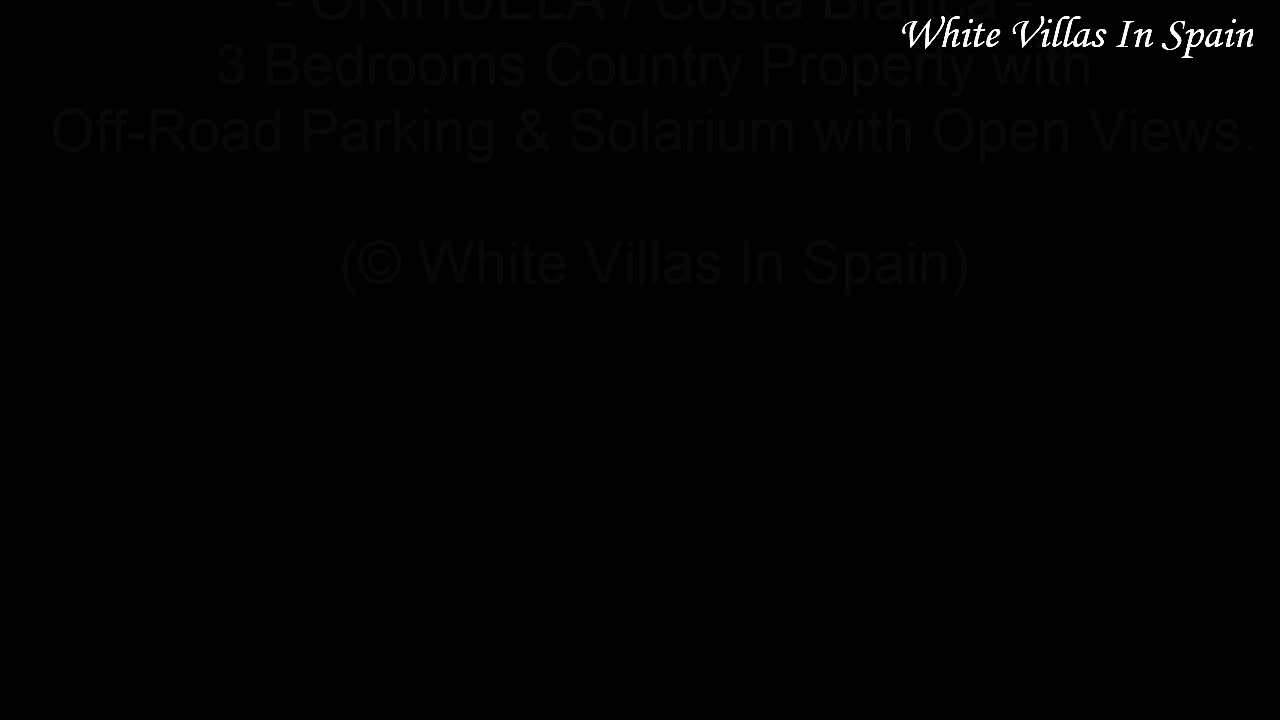 White Villas In Spain
- ORIHUELA / Costa Blanca -
3 Bedrooms Country Property with
Off-Road Parking & Solarium with Open Views.
(© White Villas In Spain)